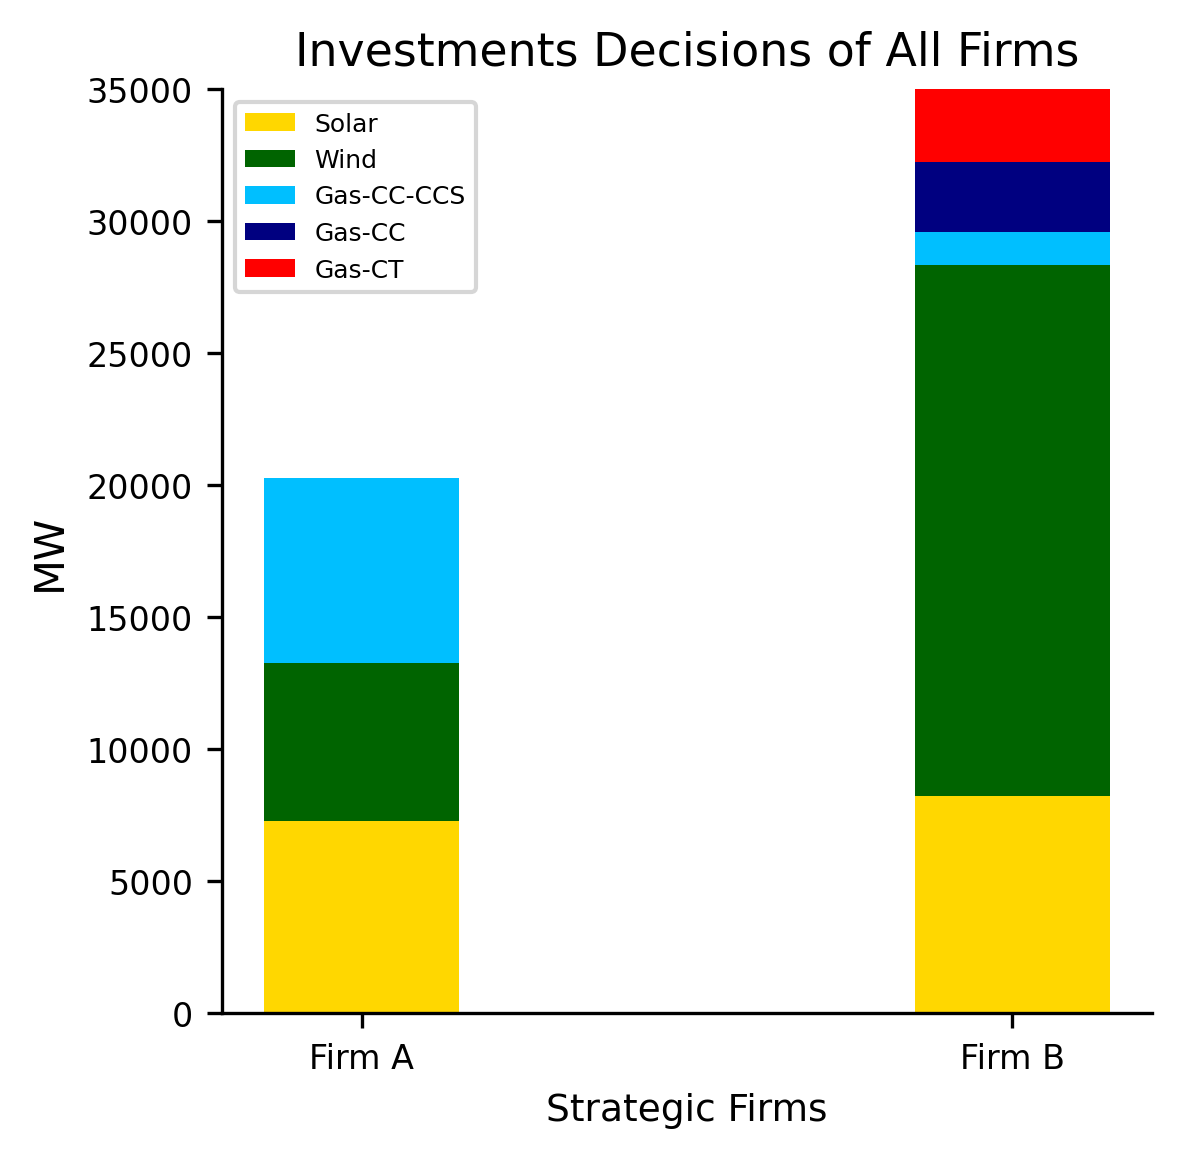 Investments Decisions of All Firms
35000
30000
25000
20000
15000
10000
5000
0
MW
Solar
Wind
Gas-CC-CCS
Gas-CC
Gas-CT
Firm A
Firm B
Strategic Firms